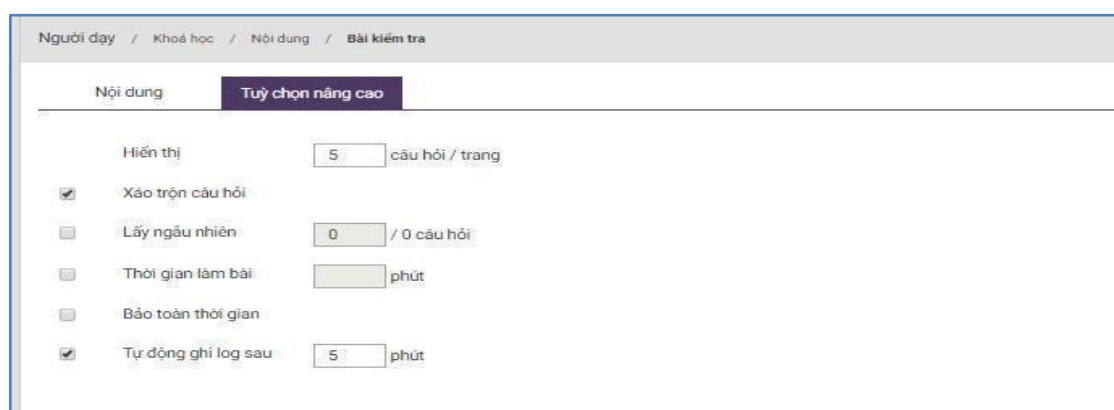 Người dạy / Khoá học / Nội dung / Bài kiểm tra
Nội dung Tuỳ chọn nâng cao
Hiển thị 5 câu hỏi / trang
Xáo trộn câu hỏi
Lấy ngẫu nhiên 0 / 0 câu hỏi
Thời gian làm bài phút
Bảo toàn thời gian
Tự động ghi log sau 5 phút